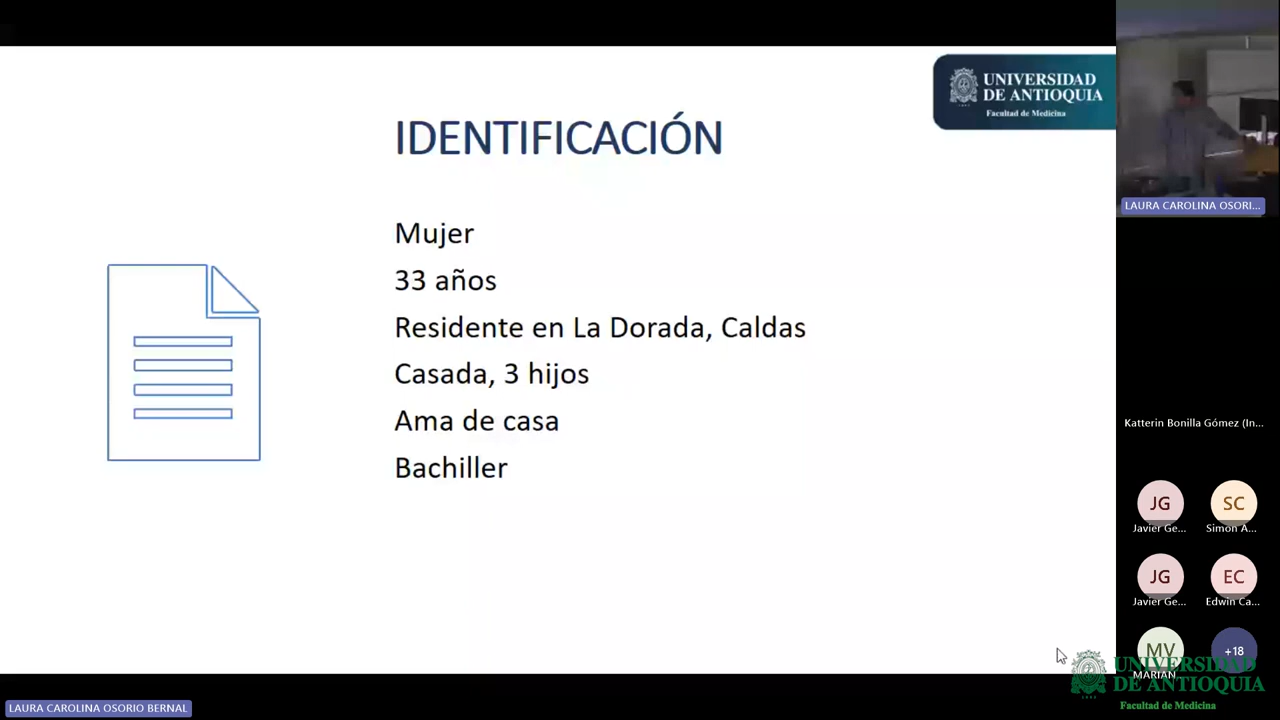 UNIVERSIDAD
DE ANTIOQUIA
Facultad de Medicina
IDENTIFICACIÓN
Mujer
33 años
Residente en La Dorada, Caldas
Casada, 3 hijos
Ama de casa
Bachiller
LAURA CAROLINA OSORI...
Katterin Bonilla Gómez (In...
JG
Javier Ge...
SC
Simon A...
JG
Javier Ge...
EC
Edwin Ca...
MV
MARIAN
+18
UNIVERSIDAD
DE ANTIOQUIA
Facultad de Medicina
LAURA CAROLINA OSORIO BERNAL